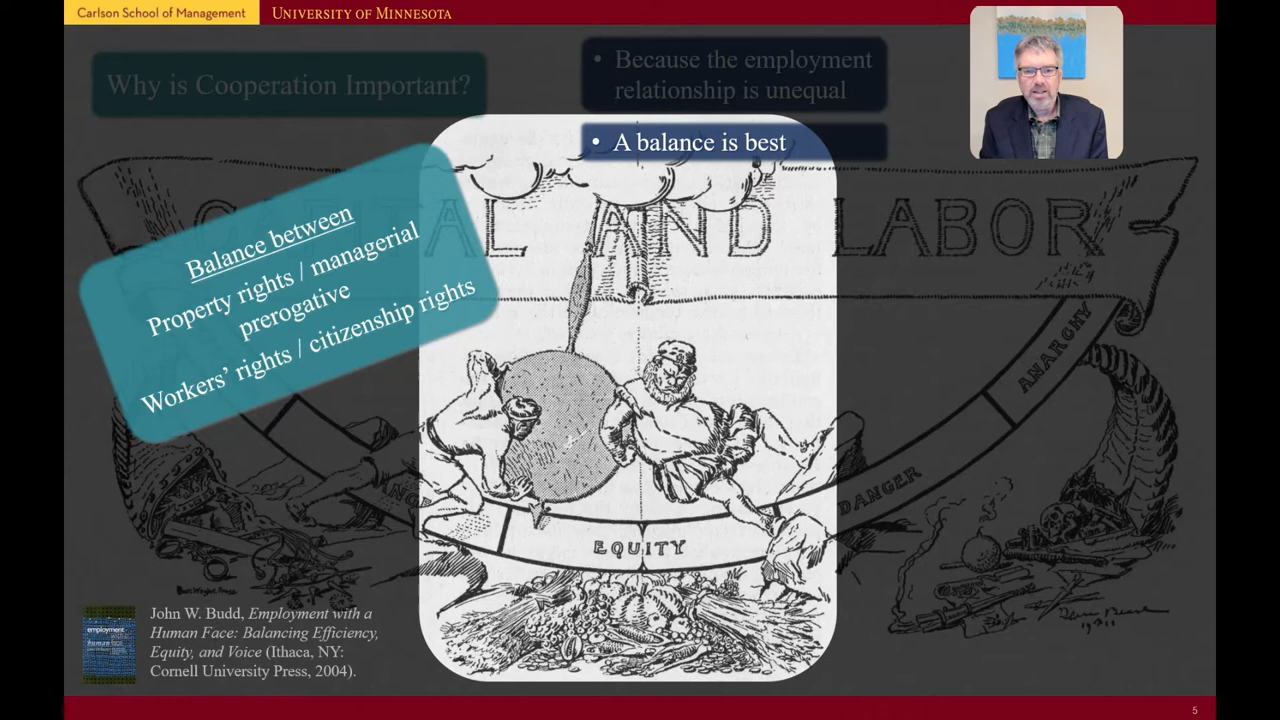 Carlson School of Management UNIVERSITY OF MINNESOTA
Why is Cooperation Important?
• Because the employment
relationship is unequal
• A balance is best
CAPITAL AND LABOR
Balance between
Property rights / managerial
prerogative
Workers' rights / citizenship rights
ANARCHY
DANGER
EQUITY
John W. Budd, Employment with a
Human Face: Balancing Efficiency,
Equity, and Voice (Ithaca, NY:
Cornell University Press, 2004).
5